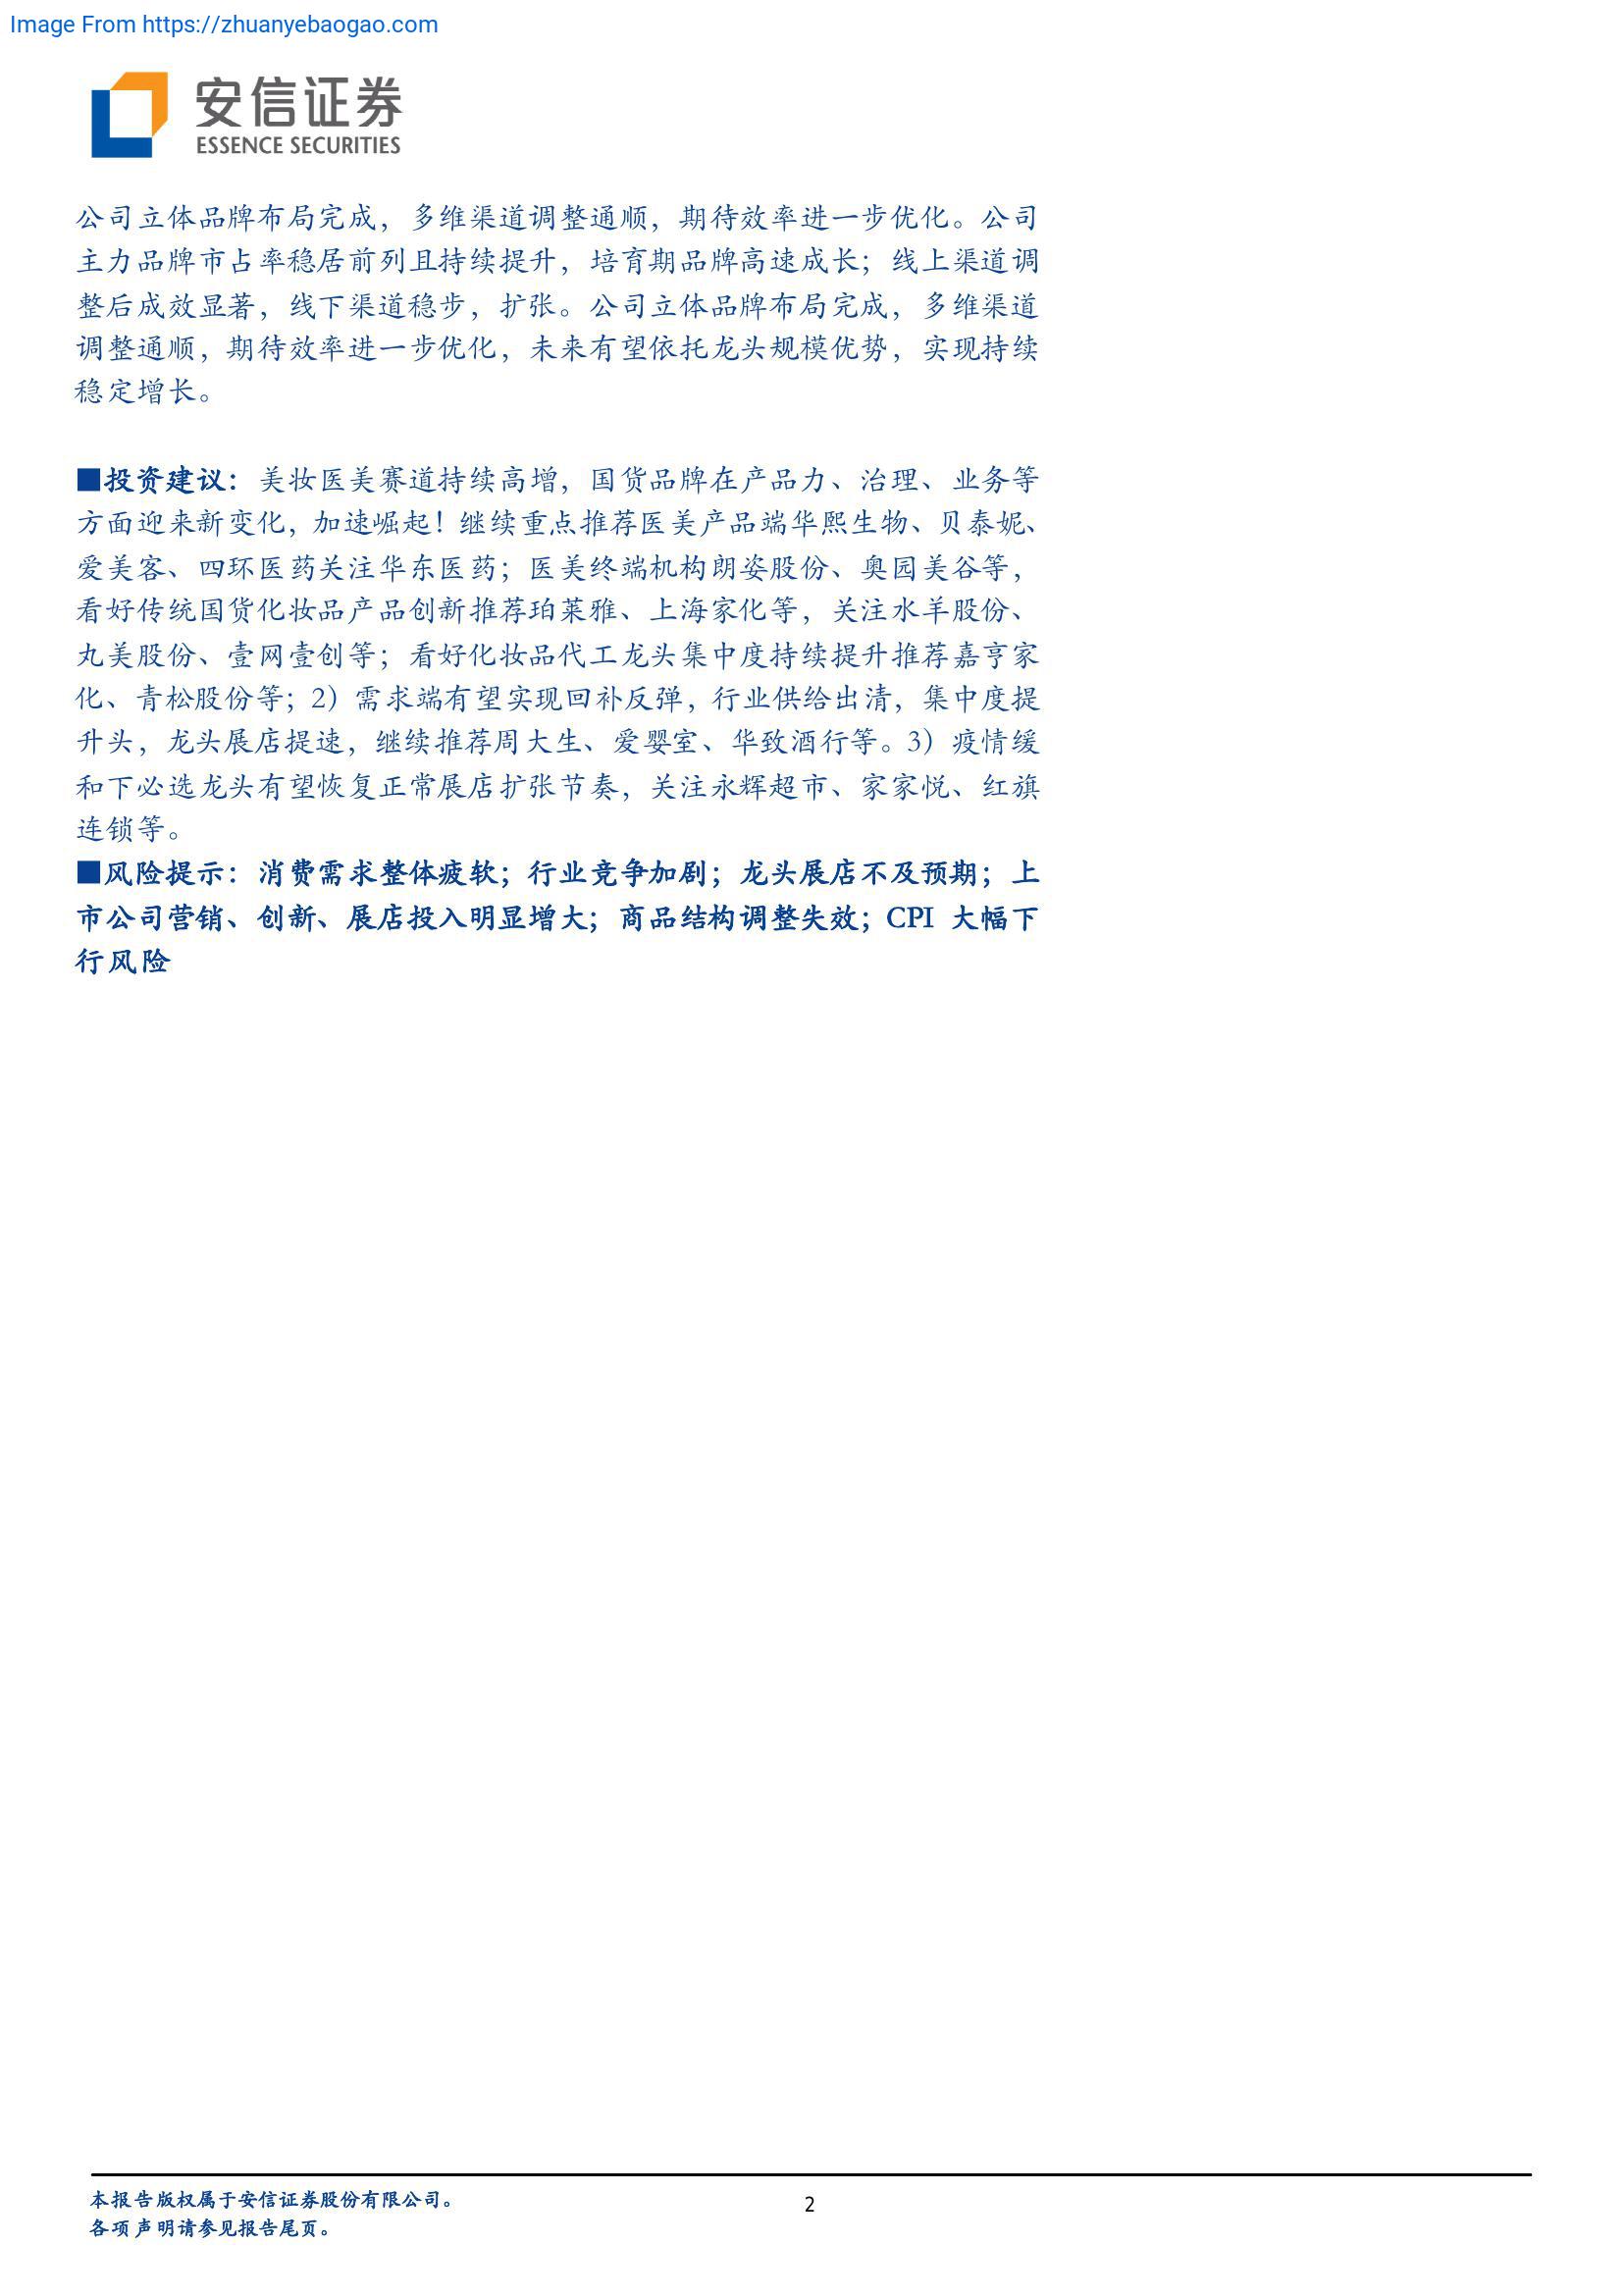 Image From https://zhuanyebaogao.com
安信证券
ESSENCE SECURITIES
公司立体品牌布局完成，多维渠道调整通顺，期待效率进一步优化。公司
主力品牌市占率稳居前列且持续提升，培育期品牌高速成长；线上渠道调
整后成效显著，线下渠道稳步，扩张。公司立体品牌布局完成，多维渠道
调整通顺，期待效率进一步优化，未来有望依托龙头规模优势，实现持续
稳定增长。
■投资建议：美妆医美赛道持续高增，国货品牌在产品力、治理、业务等
方面迎来新变化，加速崛起！继续重点推荐医美产品端华熙生物、贝泰妮、
爱美客、四环医药关注华东医药；医美终端机构朗姿股份、奥园美谷等，
看好传统国货化妆品产品创新推荐珀莱雅、上海家化等，关注水羊股份、
丸美股份、壹网壹创等；看好化妆品代工龙头集中度持续提升推荐嘉亨家
化、青松股份等；2）需求端有望实现回补反弹，行业供给出清，集中度提
升头，龙头展店提速，继续推荐周大生、爱婴室、华致酒行等。3）疫情缓
和下必选龙头有望恢复正常展店扩张节奏，关注永辉超市、家家悦、红旗
连锁等。
■风险提示：消费需求整体疲软；行业竞争加剧；龙头展店不及预期；上
市公司营销、创新、展店投入明显增大；商品结构调整失效；CPI 大幅下
行风险
本报告版权属于安信证券股份有限公司。
2
各项声明请参见报告尾页。